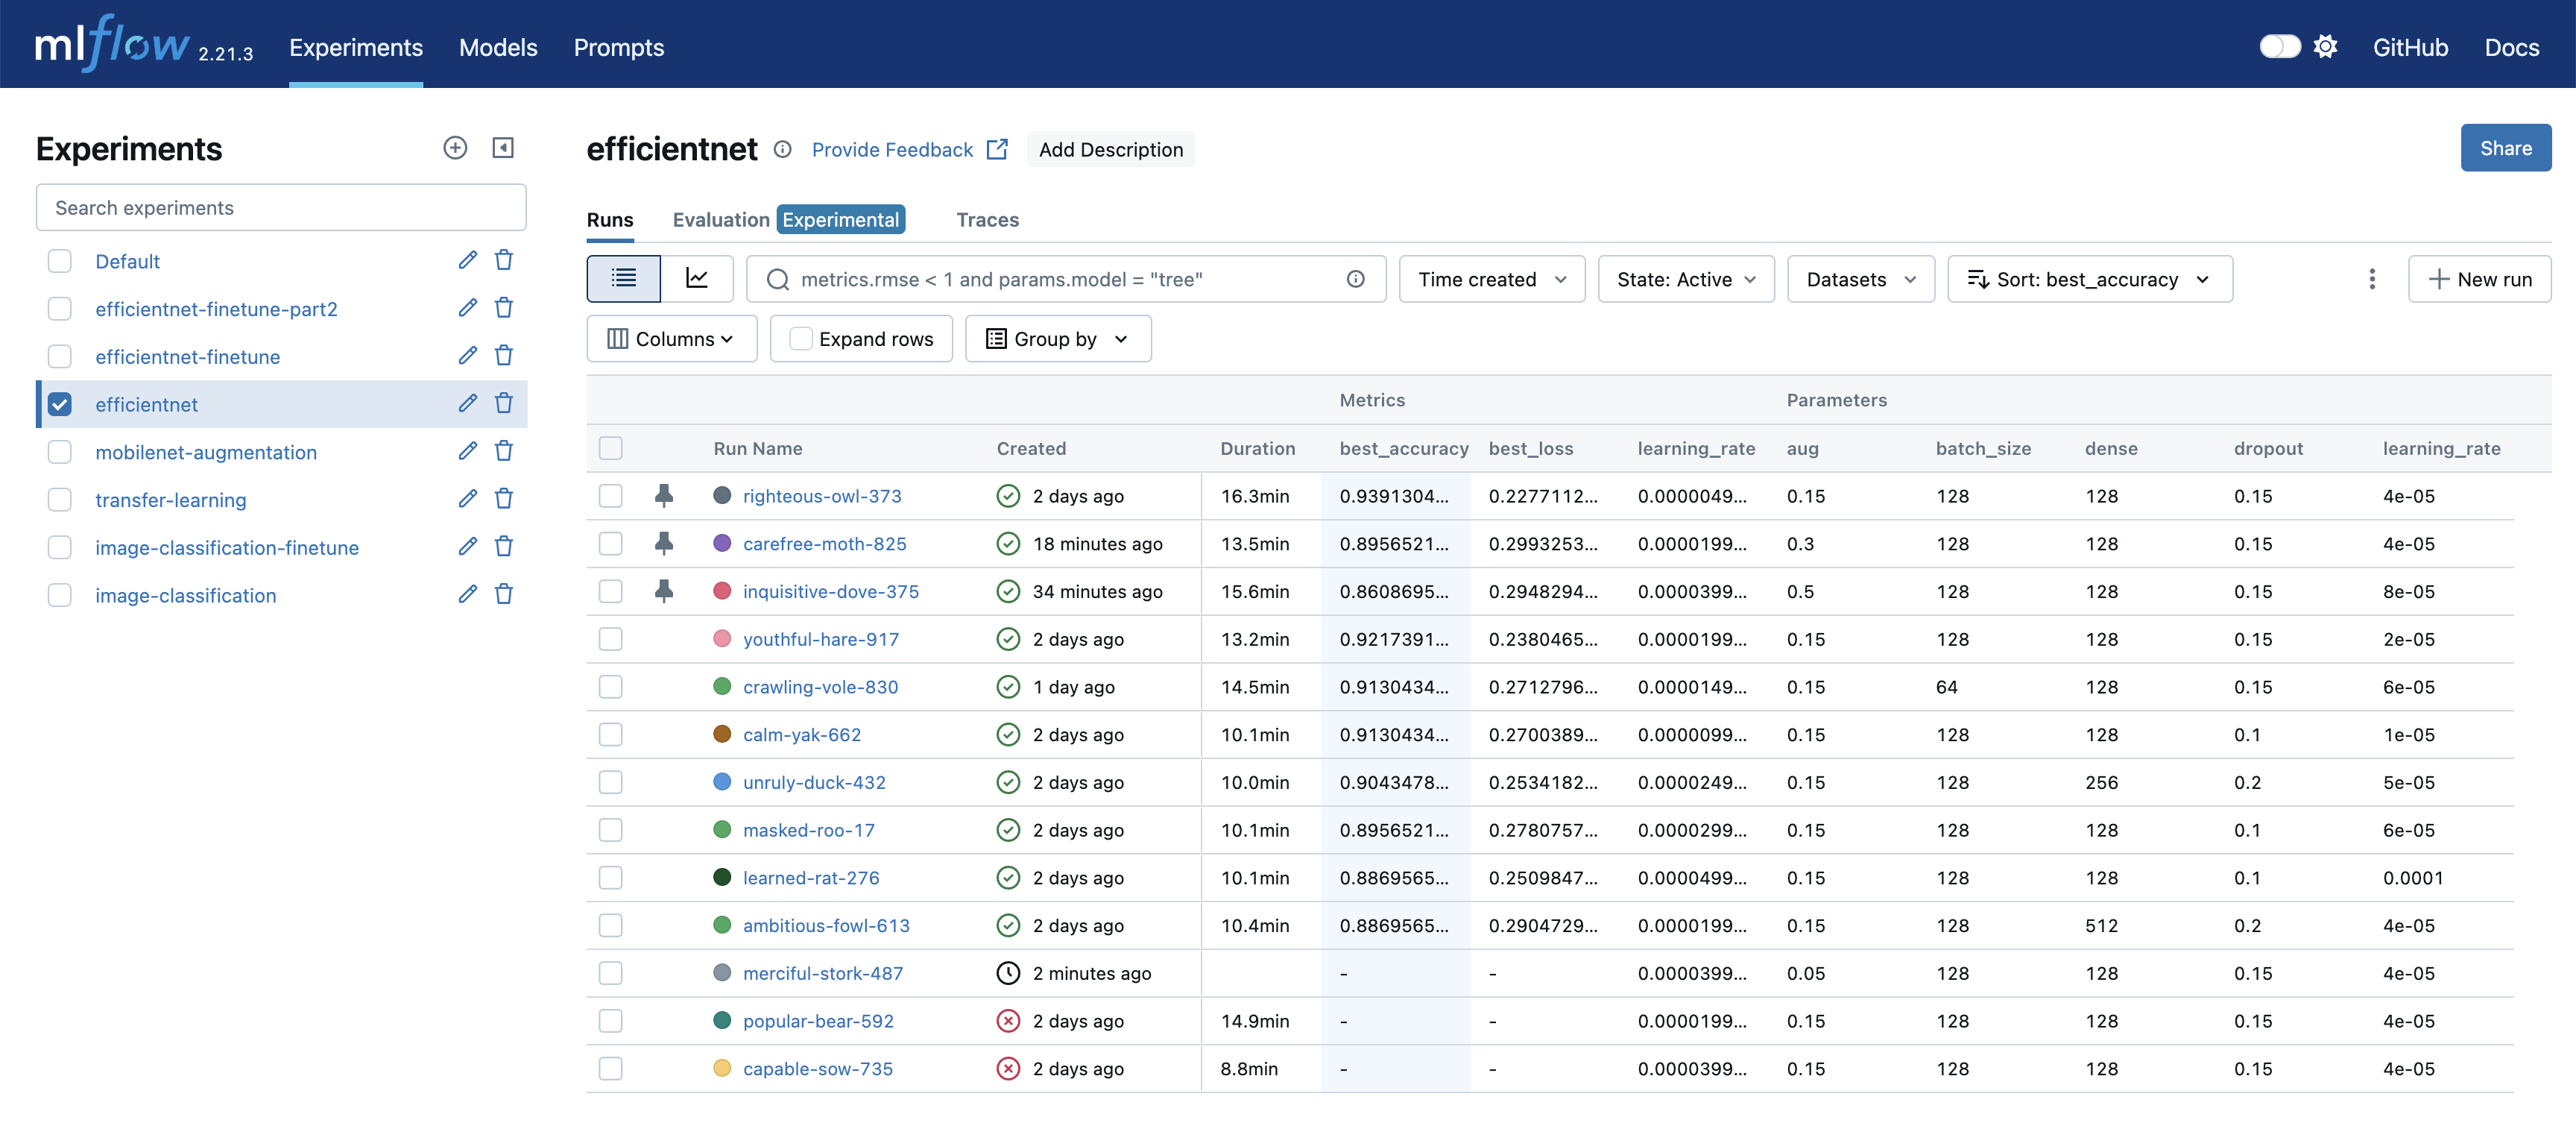 mlflow 2.21.3 Experiments Models Prompts GitHub Docs
Experiments
Search experiments
Default
efficientnet-finetune-part2
efficientnet-finetune
efficientnet
mobilenet-augmentation
transfer-learning
image-classification-finetune
image-classification
efficientnet Provide Feedback Add Description Share
Runs Evaluation Experimental Traces
metrics.rmse < 1 and params.model = "tree" Time created State: Active Datasets Sort: best_accuracy New run
Columns Expand rows Group by
Metrics Parameters
Run Name Created Duration best_accuracy best_loss learning_rate aug batch_size dense dropout learning_rate
righteous-owl-373 2 days ago 16.3min 0.9391304... 0.2277112... 0.0000049... 0.15 128 128 0.15 4e-05
carefree-moth-825 18 minutes ago 13.5min 0.8956521... 0.2993253... 0.0000199... 0.3 128 128 0.15 4e-05
inquisitive-dove-375 34 minutes ago 15.6min 0.8608695... 0.2948294... 0.0000399... 0.5 128 128 0.15 8e-05
youthful-hare-917 2 days ago 13.2min 0.9217391... 0.2380465... 0.0000199... 0.15 128 128 0.15 2e-05
crawling-vole-830 1 day ago 14.5min 0.9130434... 0.2712796... 0.0000149... 0.15 64 128 0.15 6e-05
calm-yak-662 2 days ago 10.1min 0.9130434... 0.2700389... 0.0000099... 0.15 128 128 0.1 1e-05
unruly-duck-432 2 days ago 10.0min 0.9043478... 0.2534182... 0.0000249... 0.15 128 256 0.2 5e-05
masked-roo-17 2 days ago 10.1min 0.8956521... 0.2780757... 0.0000299... 0.15 128 128 0.1 6e-05
learned-rat-276 2 days ago 10.1min 0.8869565... 0.2509847... 0.0000499... 0.15 128 128 0.1 0.0001
ambitious-fowl-613 2 days ago 10.4min 0.8869565... 0.2904729... 0.0000199... 0.15 128 512 0.2 4e-05
merciful-stork-487 2 minutes ago - - 0.0000399... 0.05 128 128 0.15 4e-05
popular-bear-592 2 days ago 14.9min - - 0.0000199... 0.15 128 128 0.15 4e-05
capable-sow-735 2 days ago 8.8min - - 0.0000399... 0.15 128 128 0.15 4e-05